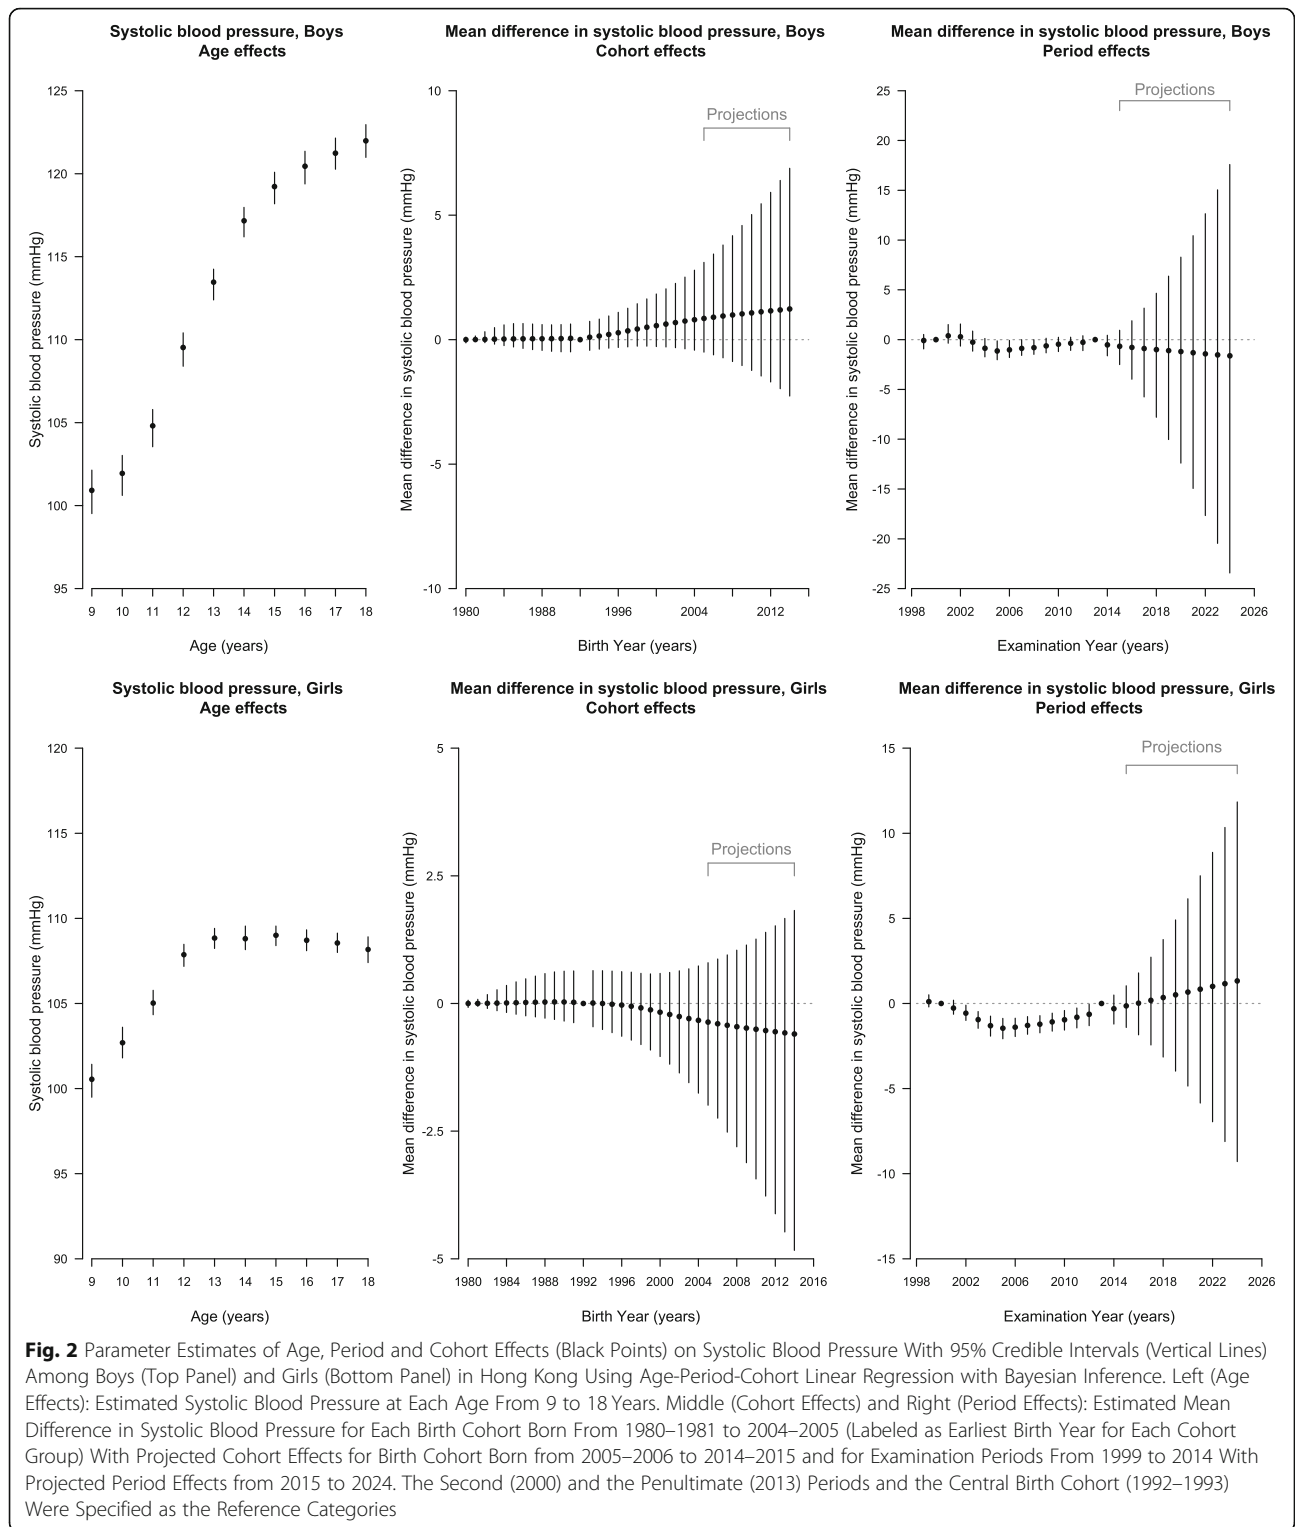 Systolic blood pressure, Boys
Age effects
125
120
115
110
105
100
95
Systolic blood pressure (mmHg)
9 10 11 12 13 14 15 16 17 18
Age (years)
Mean difference in systolic blood pressure, Boys
Cohort effects
Projections
10
5
0
-5
-10
Mean difference in systolic blood pressure (mmHg)
1980 1988 1996 2004 2012
Birth Year (years)
Mean difference in systolic blood pressure, Boys
Period effects
Projections
25
20
15
10
5
0
-5
-10
-15
-20
-25
Mean difference in systolic blood pressure (mmHg)
1998 2002 2006 2010 2014 2018 2022 2026
Examination Year (years)
Systolic blood pressure, Girls
Age effects
120
115
110
105
100
95
90
Systolic blood pressure (mmHg)
9 10 11 12 13 14 15 16 17 18
Age (years)
Mean difference in systolic blood pressure, Girls
Cohort effects
Projections
5
2.5
0
-2.5
-5
Mean difference in systolic blood pressure (mmHg)
1980 1984 1988 1992 1996 2000 2004 2008 2012 2016
Birth Year (years)
Mean difference in systolic blood pressure, Girls
Period effects
Projections
15
10
5
0
-5
-10
-15
Mean difference in systolic blood pressure (mmHg)
1998 2002 2006 2010 2014 2018 2022 2026
Examination Year (years)
Fig. 2 Parameter Estimates of Age, Period and Cohort Effects (Black Points) on Systolic Blood Pressure With 95% Credible Intervals (Vertical Lines)
Among Boys (Top Panel) and Girls (Bottom Panel) in Hong Kong Using Age-Period-Cohort Linear Regression with Bayesian Inference. Left (Age
Effects): Estimated Systolic Blood Pressure at Each Age From 9 to 18 Years. Middle (Cohort Effects) and Right (Period Effects): Estimated Mean
Difference in Systolic Blood Pressure for Each Birth Cohort Born From 1980–1981 to 2004–2005 (Labeled as Earliest Birth Year for Each Cohort
Group) With Projected Cohort Effects for Birth Cohort Born from 2005–2006 to 2014–2015 and for Examination Periods From 1999 to 2014 With
Projected Period Effects from 2015 to 2024. The Second (2000) and the Penultimate (2013) Periods and the Central Birth Cohort (1992–1993)
Were Specified as the Reference Categories